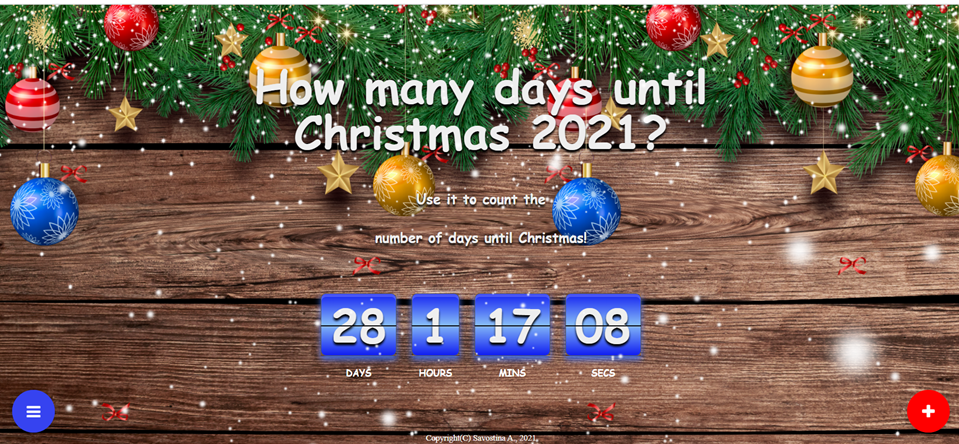 How many days until
Christmas 2021?
Use it to count the
number of days until Christmas!
28 1 17 08
DAYS HOURS MINS SECS
Copyright(C) Savostina A., 2021.